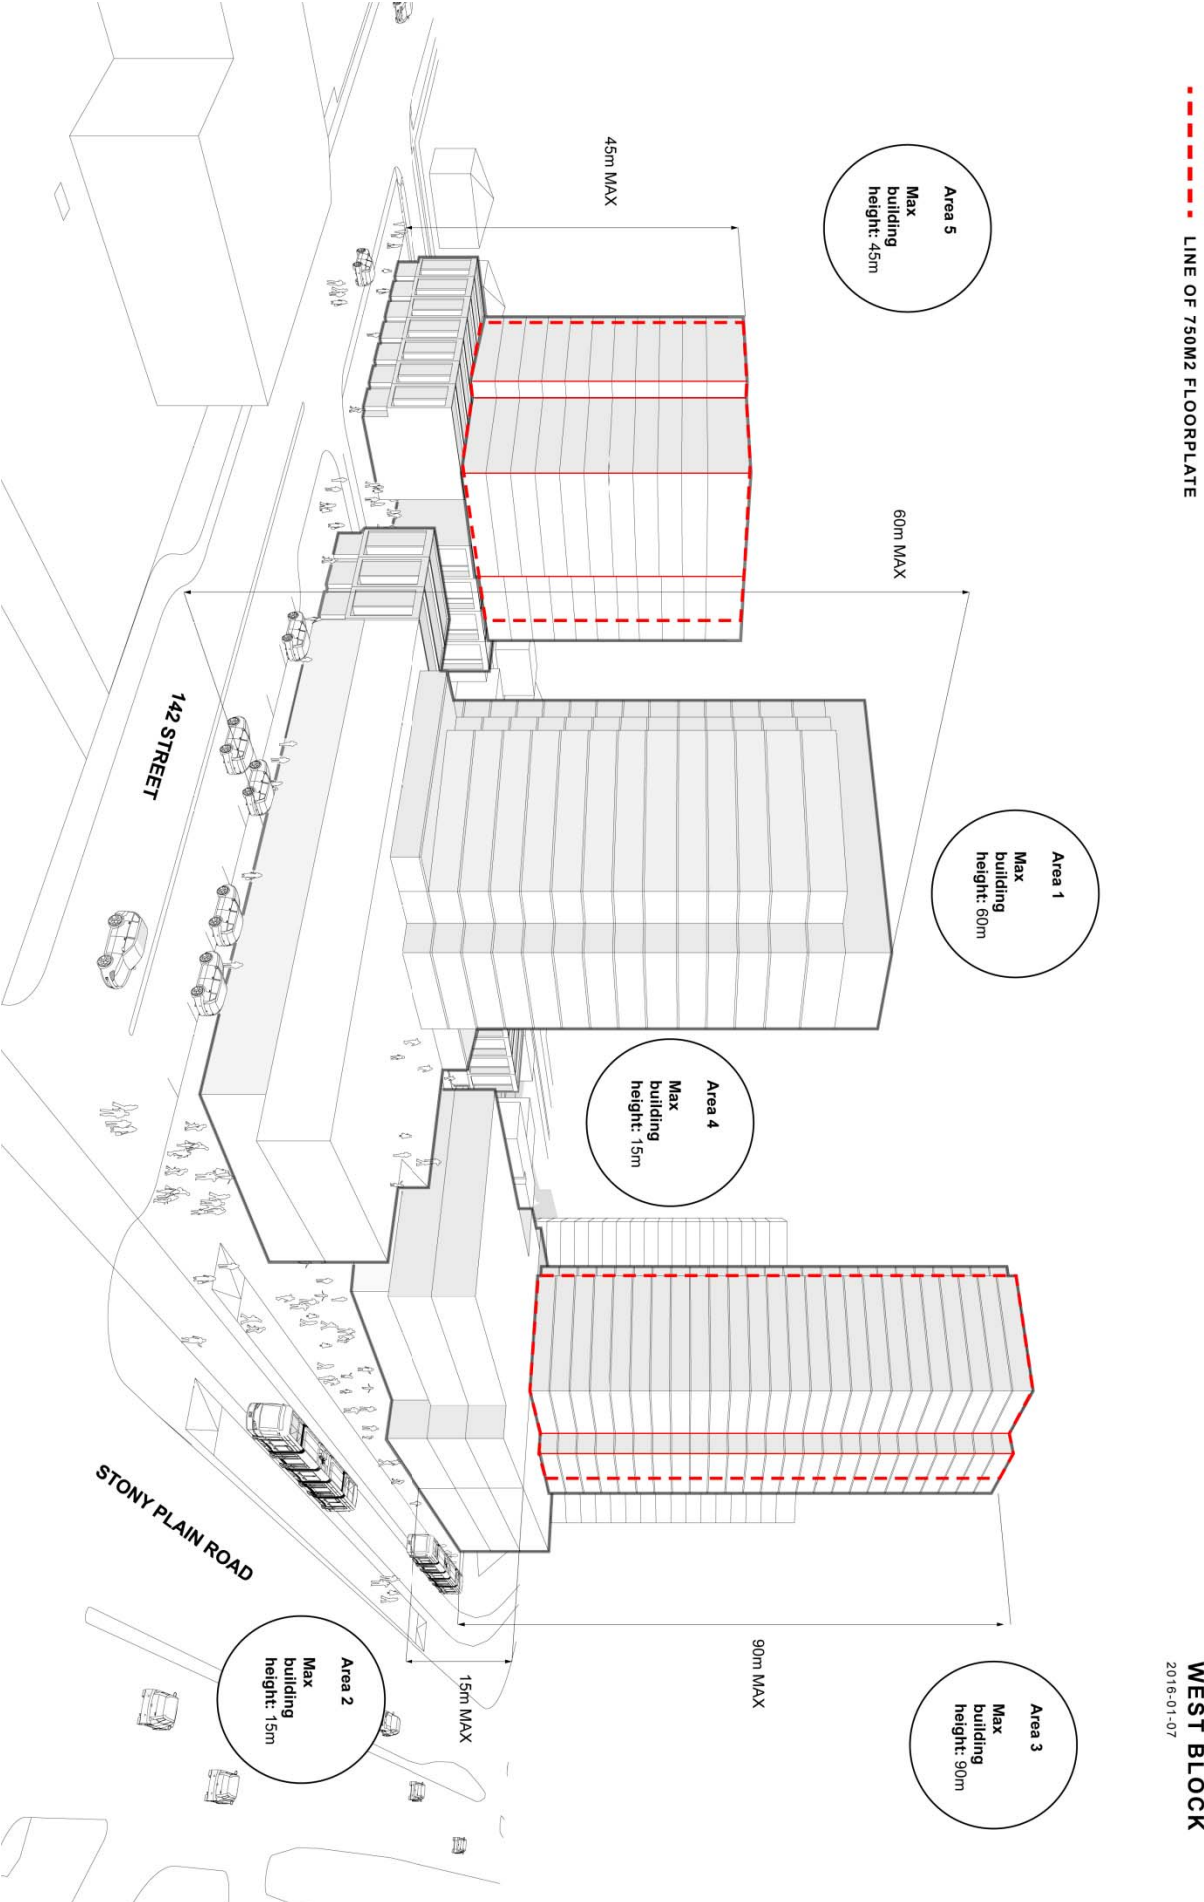 LINE OF 750M2 FLOORPLATE
WEST BLOCK
2016-01-07
Area 5
Max
building
height: 45m
45m MAX
60m MAX
Area 1
Max
building
height: 60m
Area 4
Max
building
height: 15m
Area 3
Max
building
height: 90m
90m MAX
15m MAX
Area 2
Max
building
height: 15m
142 STREET
STONY PLAIN ROAD